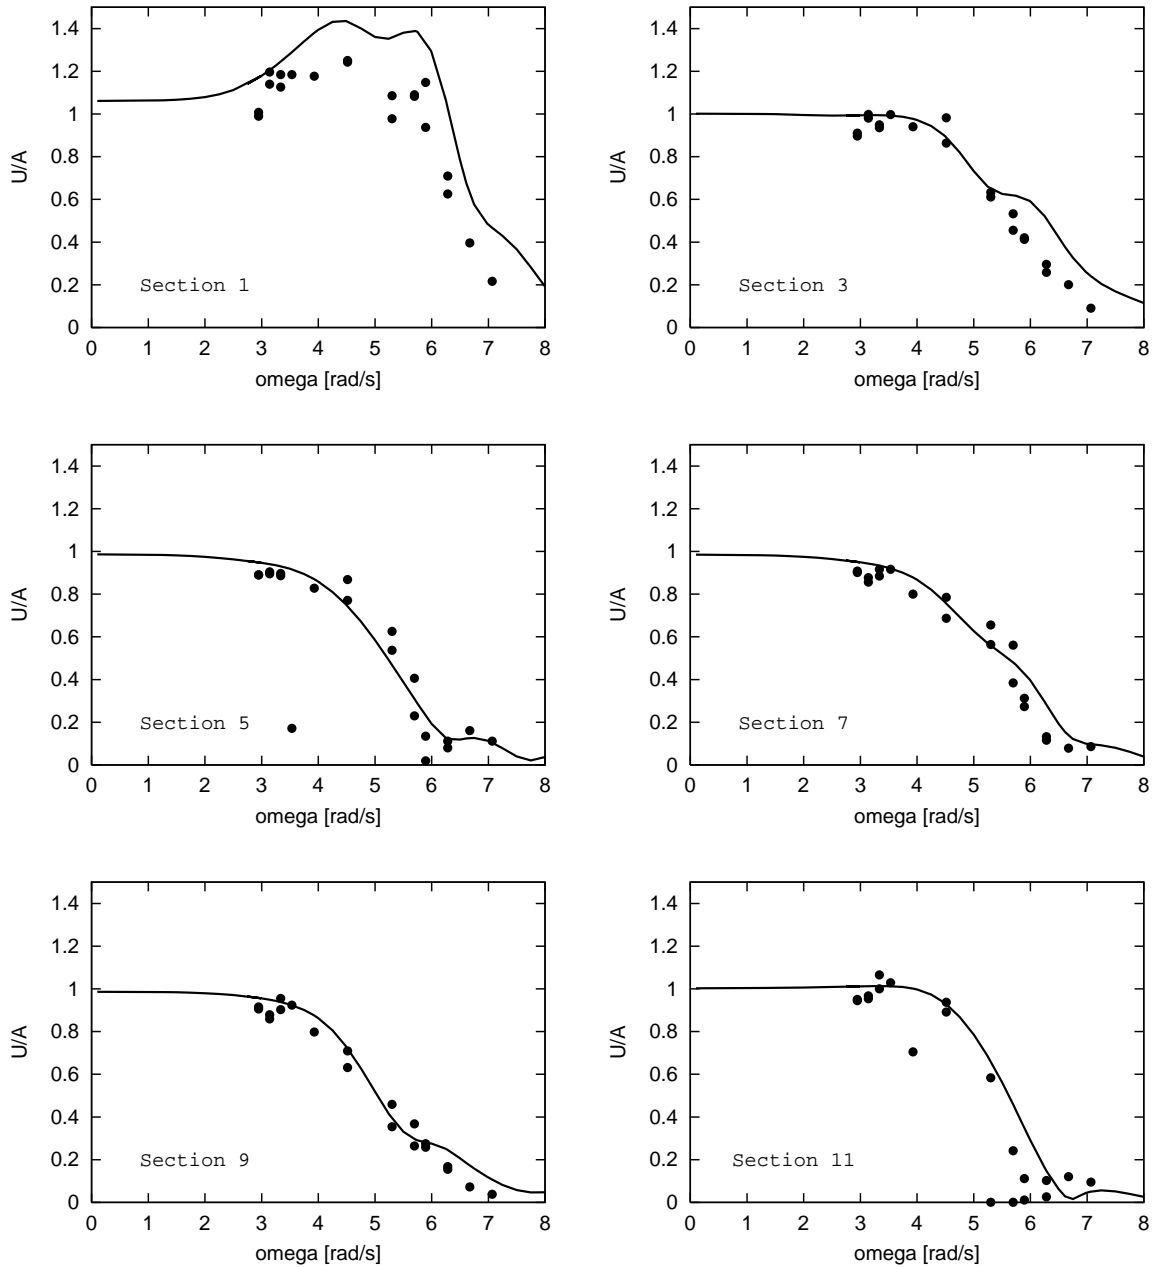 1.4
1.2
1
0.8
0.6
0.4
0.2
0
U/A
Section 1
0 1 2 3 4 5 6 7 8
omega [rad/s]
1.4
1.2
1
0.8
0.6
0.4
0.2
0
U/A
Section 3
0 1 2 3 4 5 6 7 8
omega [rad/s]
1.4
1.2
1
0.8
0.6
0.4
0.2
0
U/A
Section 5
0 1 2 3 4 5 6 7 8
omega [rad/s]
1.4
1.2
1
0.8
0.6
0.4
0.2
0
U/A
Section 7
0 1 2 3 4 5 6 7 8
omega [rad/s]
1.4
1.2
1
0.8
0.6
0.4
0.2
0
U/A
Section 9
0 1 2 3 4 5 6 7 8
omega [rad/s]
1.4
1.2
1
0.8
0.6
0.4
0.2
0
U/A
Section 11
0 1 2 3 4 5 6 7 8
omega [rad/s]